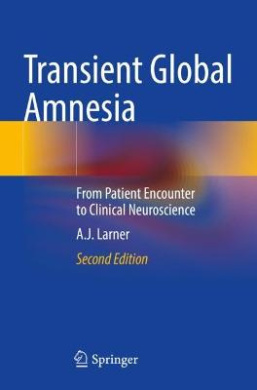 Transient Global
Amnesia
From Patient Encounter
to Clinical Neuroscience
A.J. Larner
Second Edition
Springer